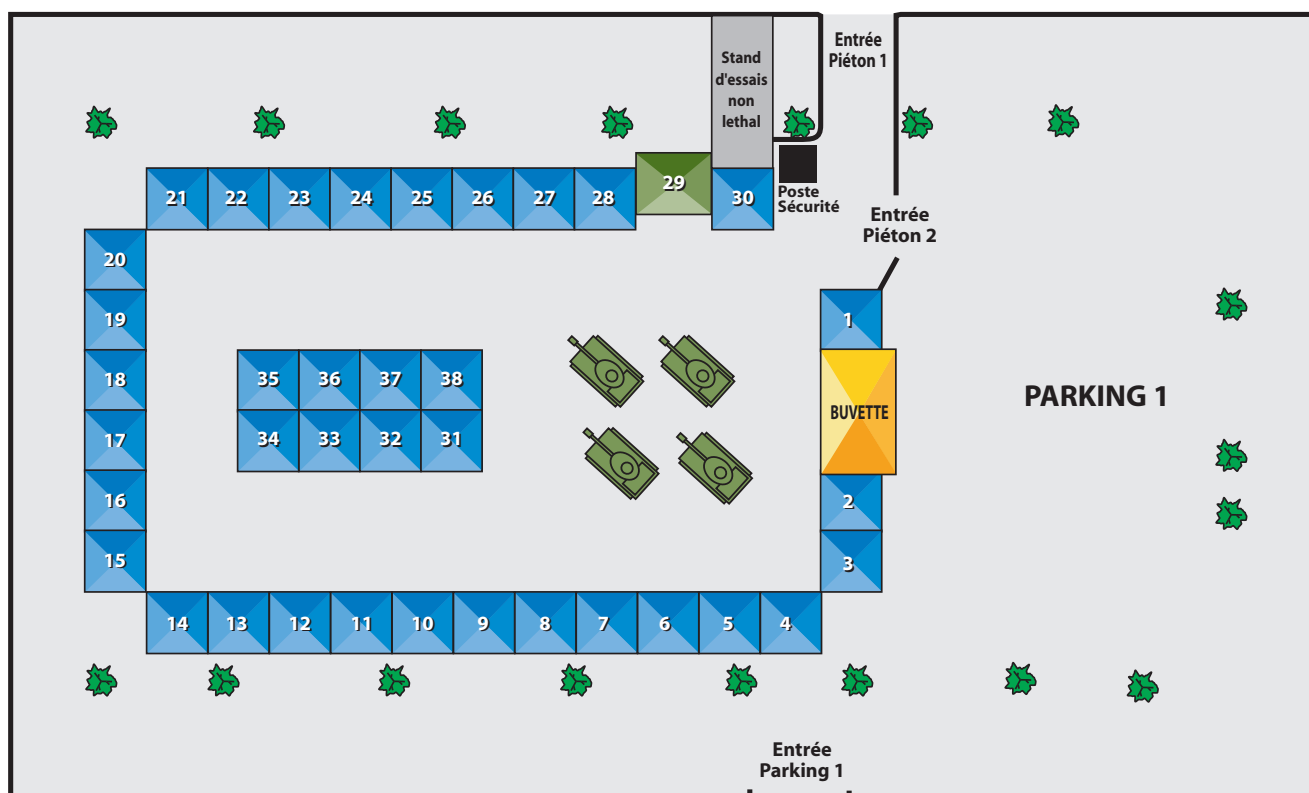 Entrée
Piéton 1
Stand
d'essais
non
lethal
21 22 23 24 25 26 27 28 29 30
Poste
Sécurité
Entrée
Piéton 2
20
19
18
17
16
15
1
BUVETTE
2
3
PARKING 1
35 36 37 38
34 33 32 31
14 13 12 11 10 9 8 7 6 5 4
Entrée
Parking 1